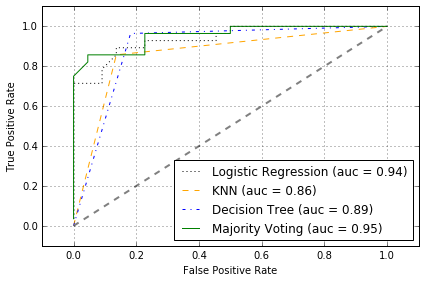 True Positive Rate
1.0
0.8
0.6
0.4
0.2
0.0
Logistic Regression (auc = 0.94)
KNN (auc = 0.86)
Decision Tree (auc = 0.89)
Majority Voting (auc = 0.95)
0.0 0.2 0.4 0.6 0.8 1.0
False Positive Rate